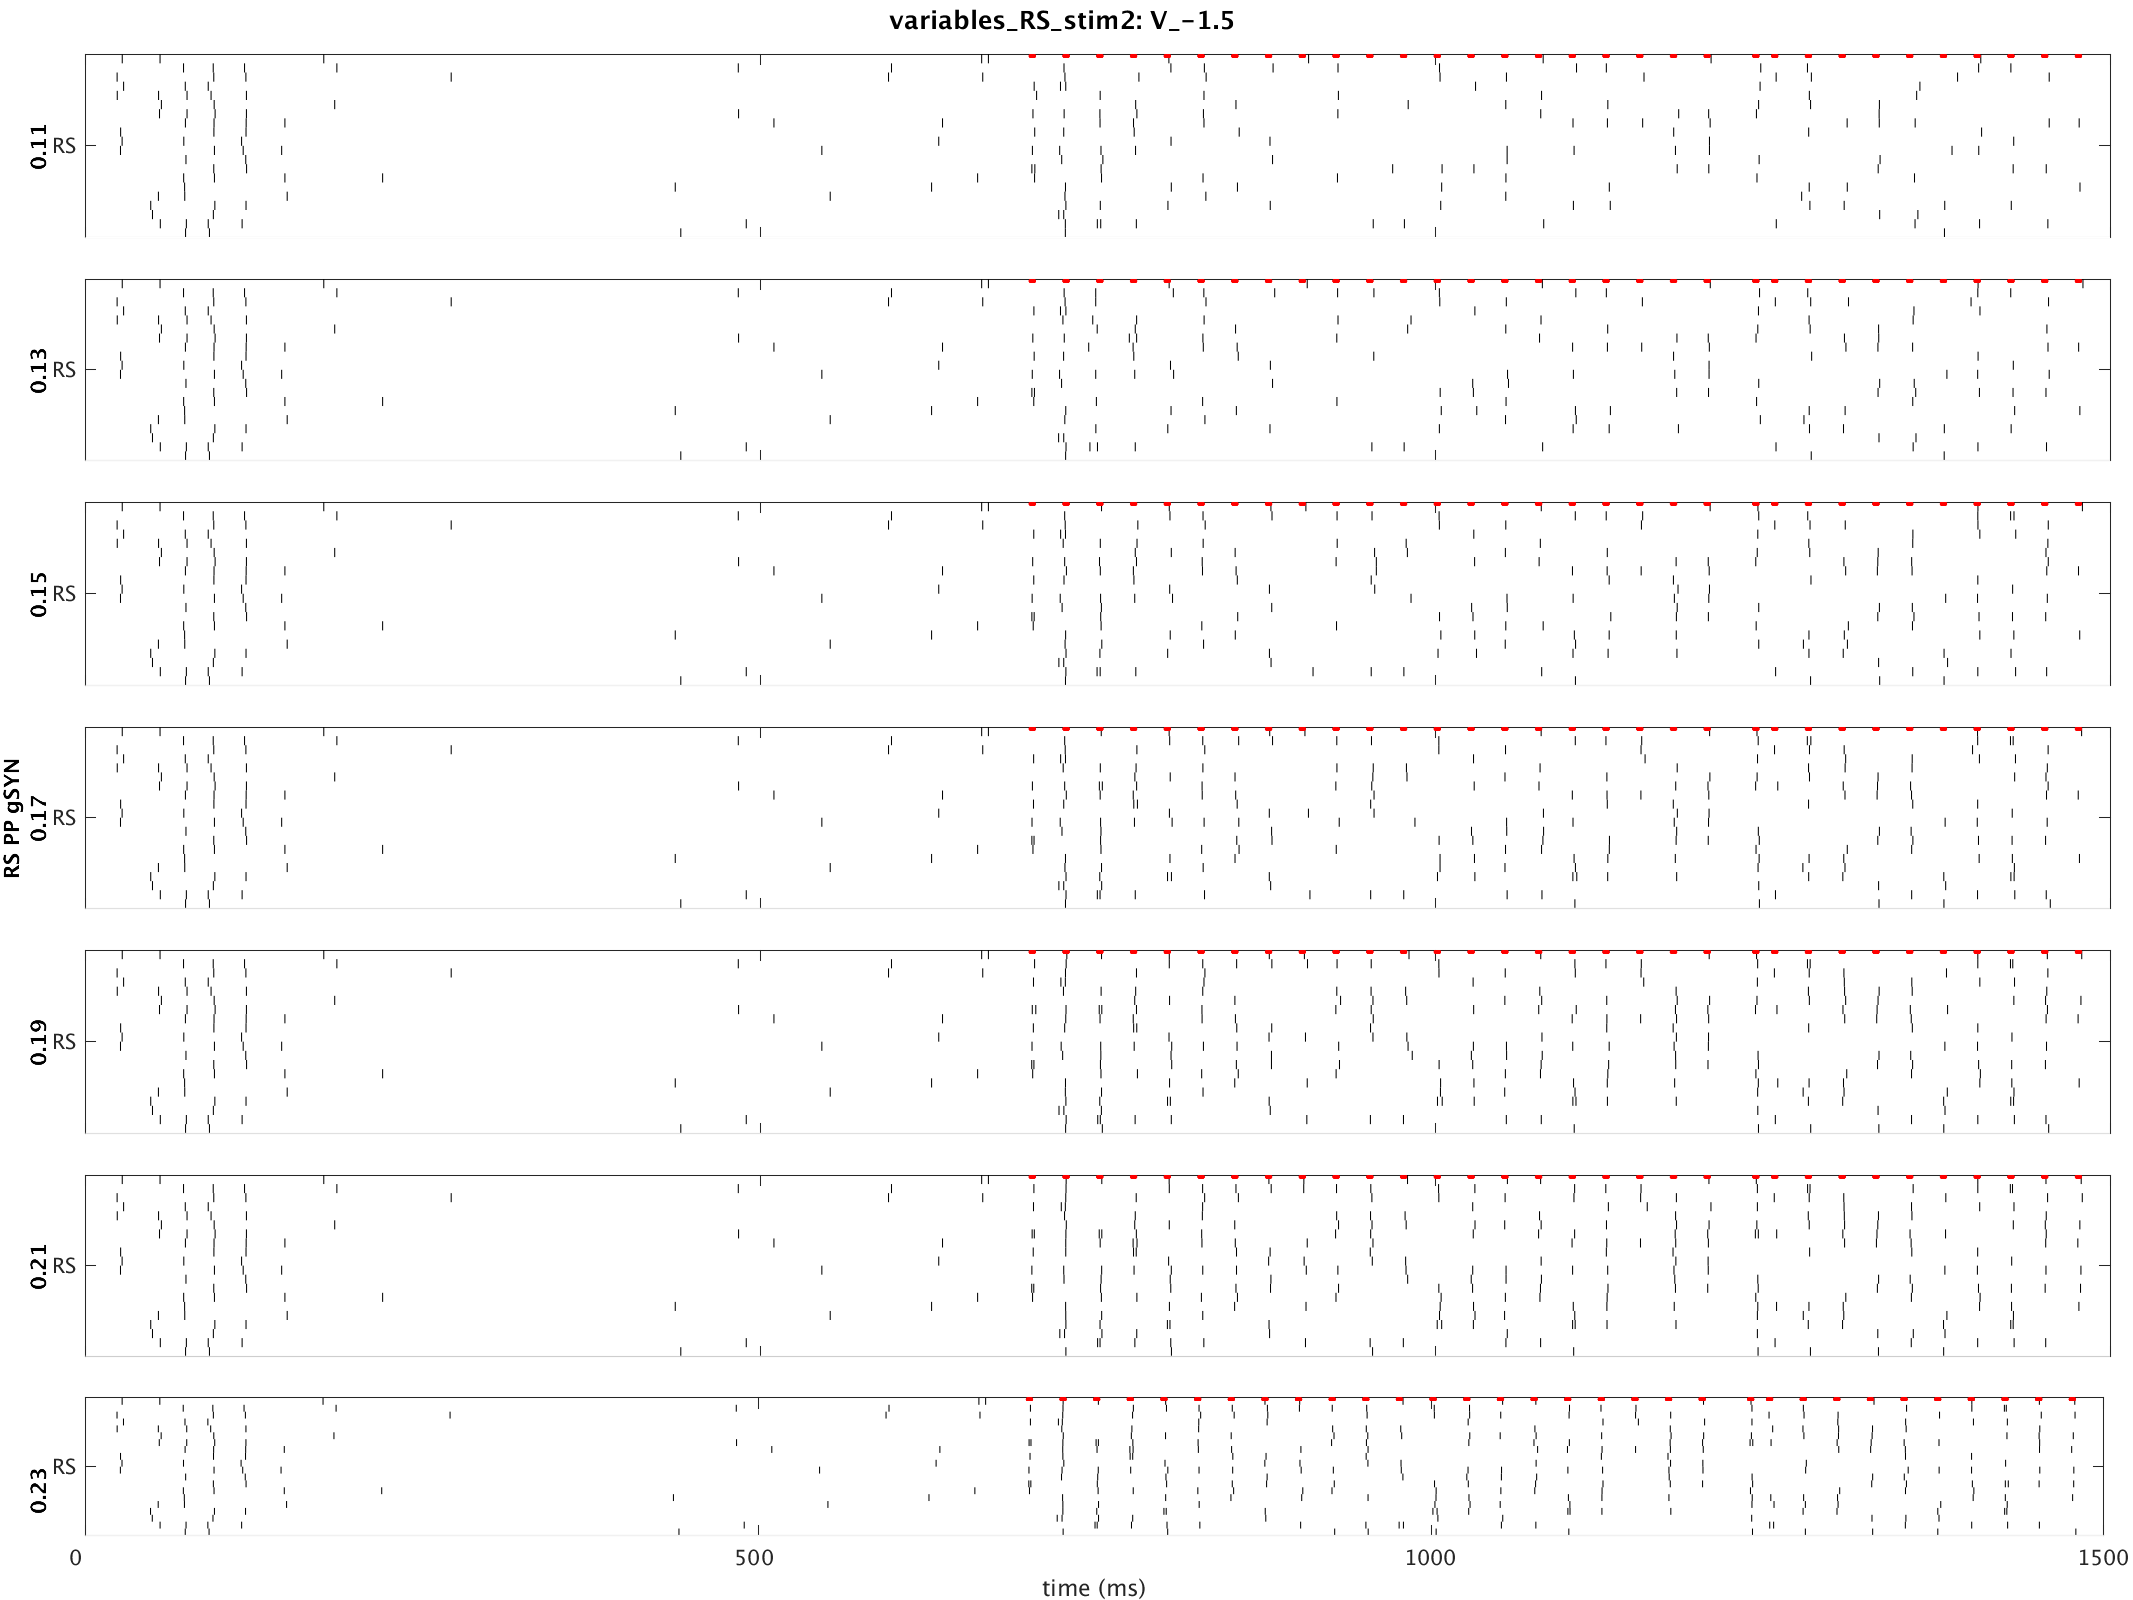 variables_RS_stim2: V_-1.5
0.11
RS
0.13
RS
0.15
RS
RS PP gSYN
0.17
RS
0.19
RS
0.21
RS
0.23
RS
0
500
1000
1500
time (ms)